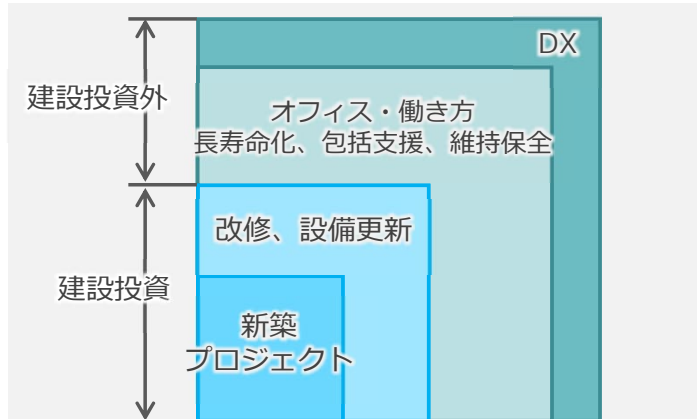 DX
建設投資外
オフィス・働き方
長寿命化、包括支援、維持保全
改修、設備更新
建設投資
新築
プロジェクト